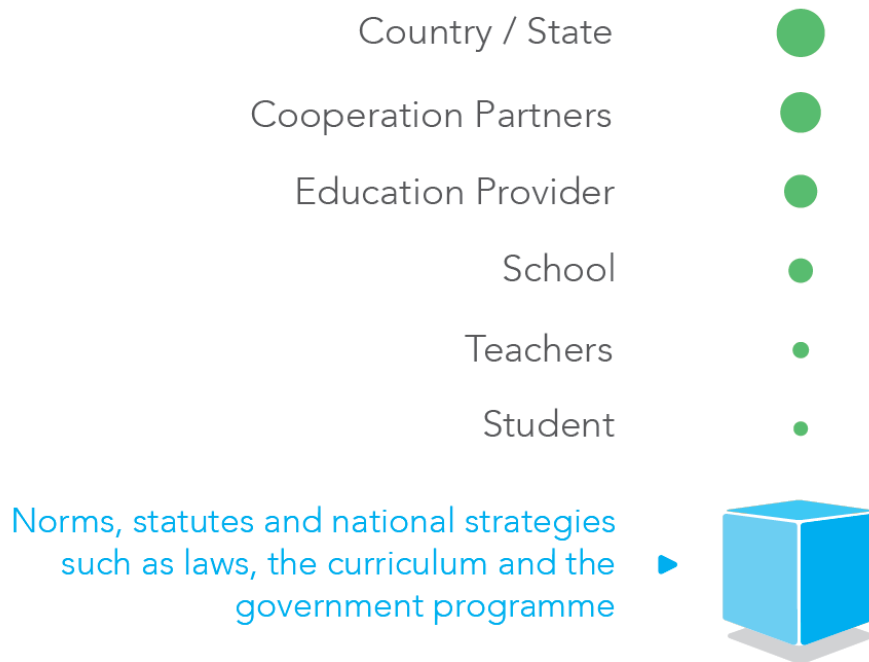 Country / State
Cooperation Partners
Education Provider
School
Teachers
Student
Norms, statutes and national strategies
such as laws, the curriculum and the
government programme